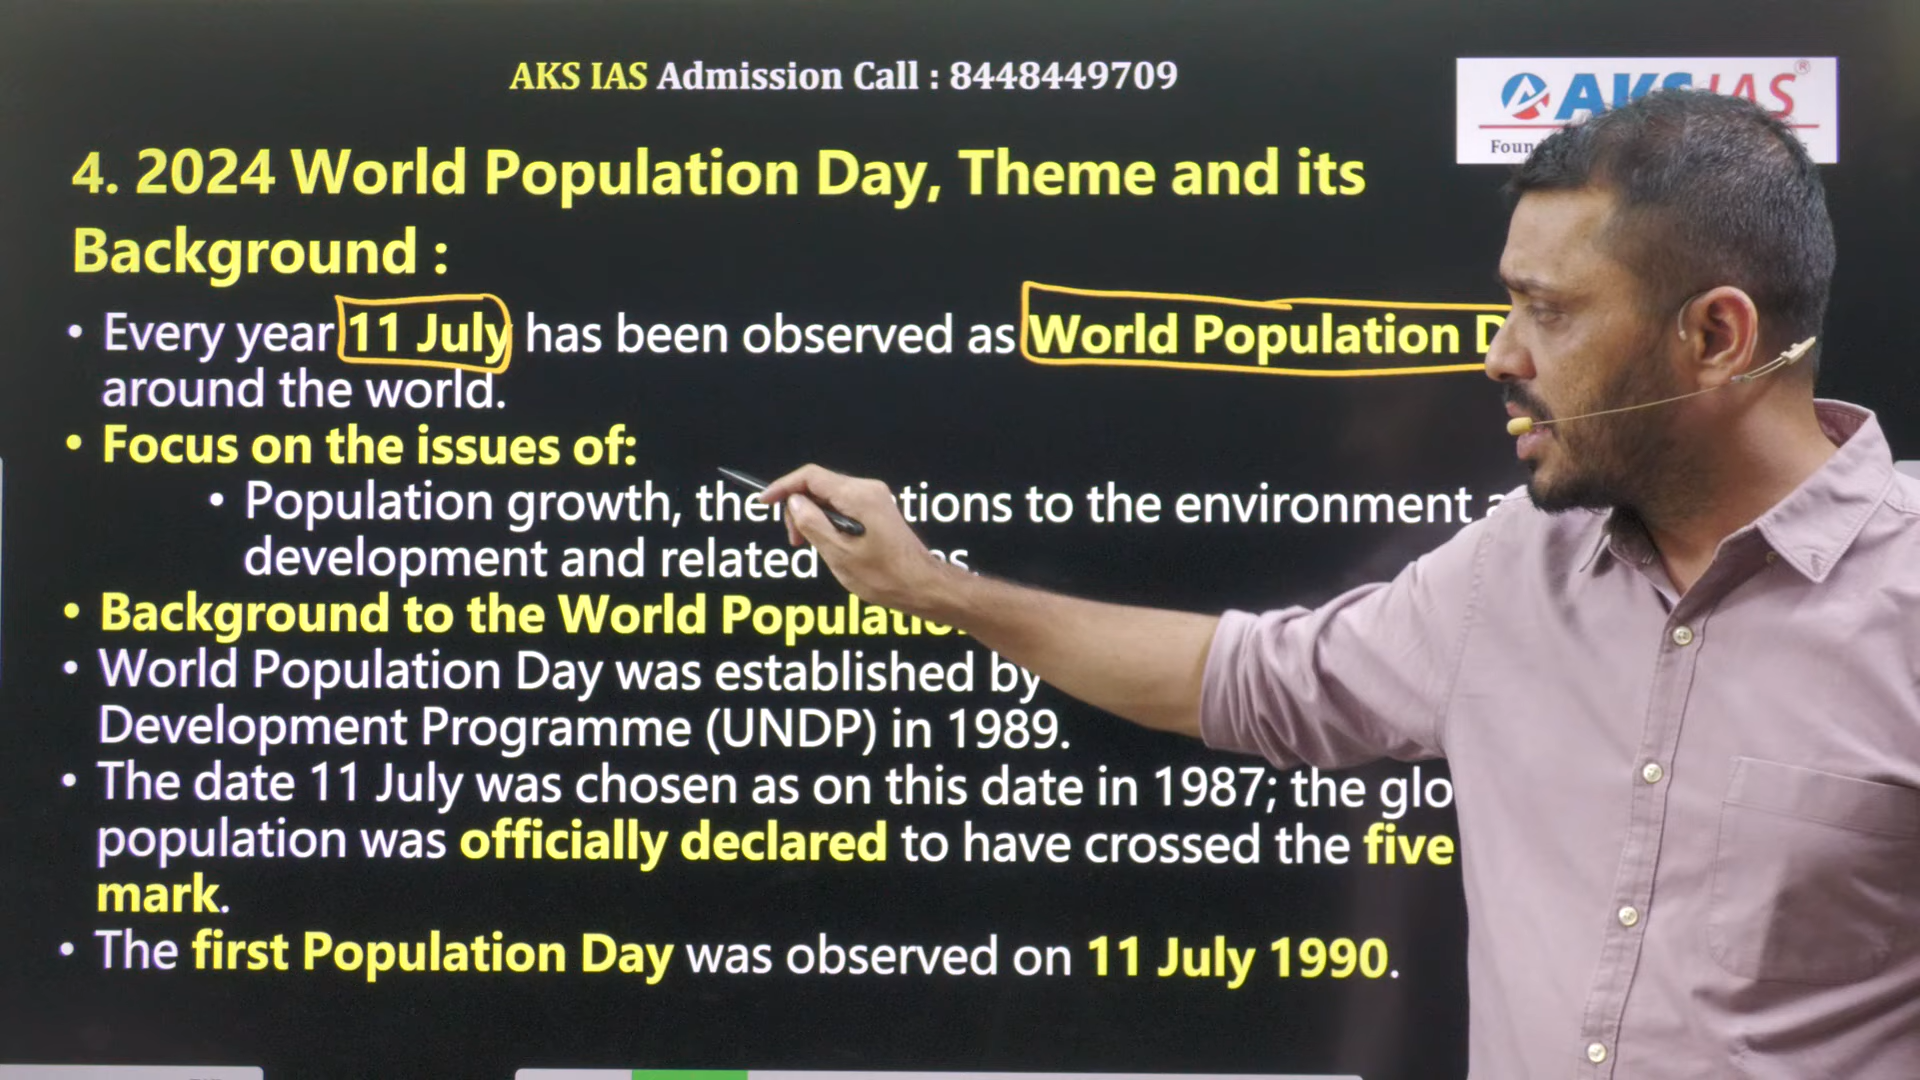 AKS IAS Admission Call : 8448449709
AKS IAS®
4. 2024 World Population Day, Theme and its
Background :
• Every year 11 July has been observed as World Population
around the world.
• Focus on the issues of:
• Population growth, to the environment
development and related
• Background to the World
• World Population Day was established by
Development Programme (UNDP) in 1989.
• The date 11 July was chosen as on this date in 1987; the
population was officially declared to have crossed the five
mark.
• The first Population Day was observed on 11 July 1990.